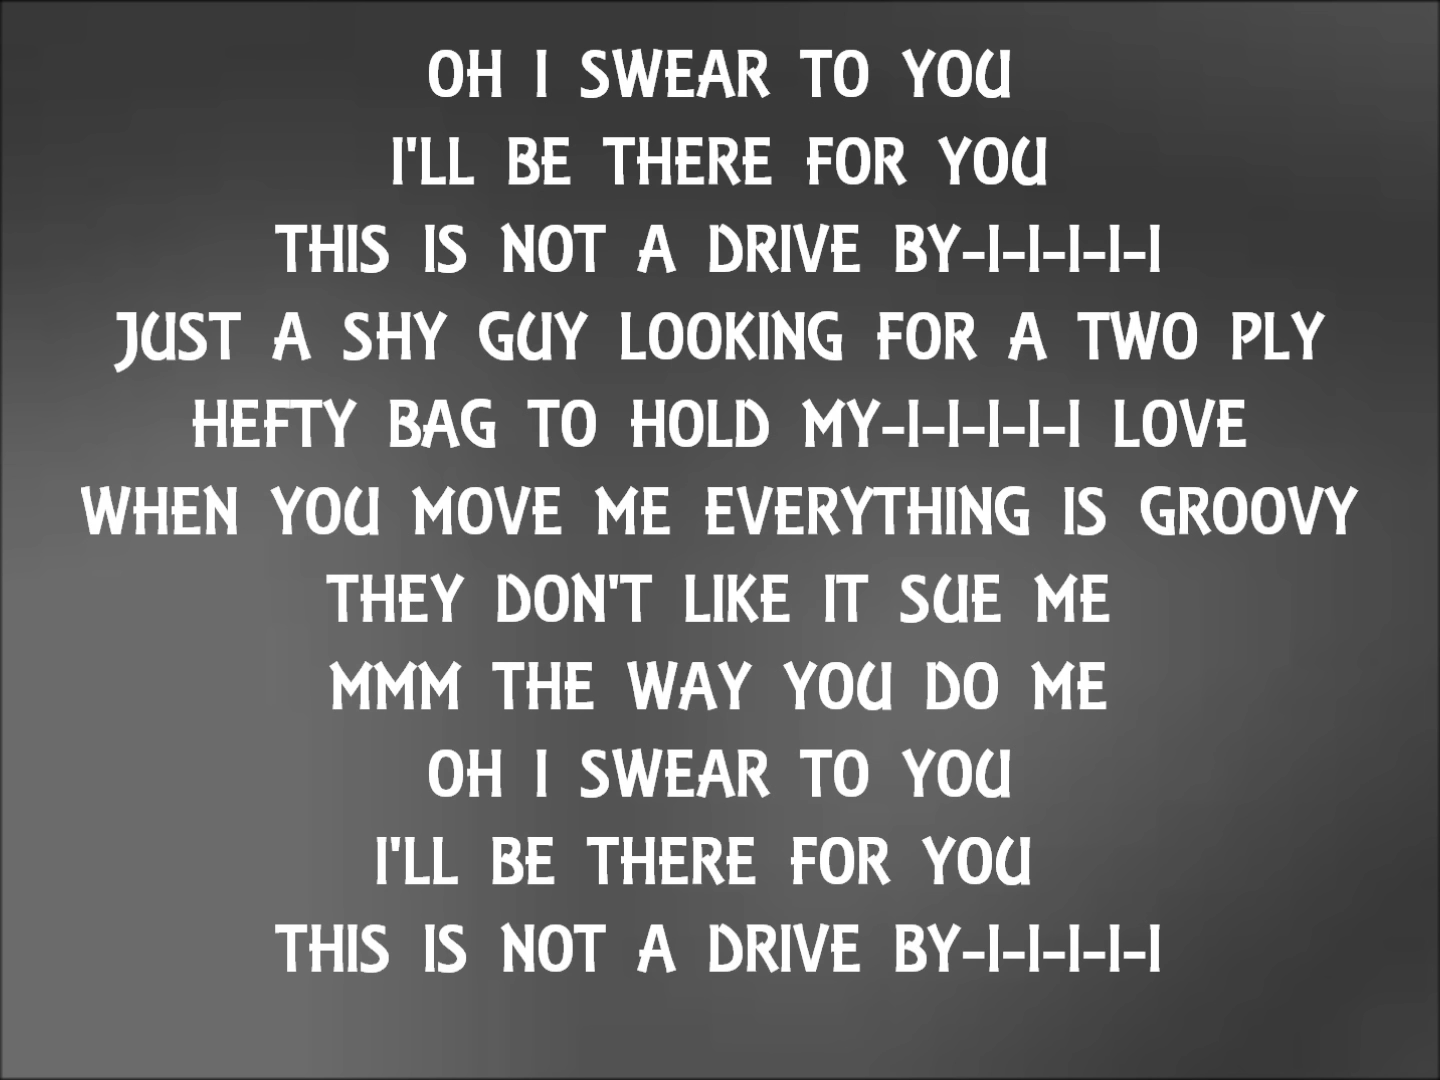 OH I SWEAR TO YOU
I'LL BE THERE FOR YOU
THIS IS NOT A DRIVE BY-I-I-I-I-I
JUST A SHY GUY LOOKING FOR A TWO PLY
HEFTY BAG TO HOLD MY-I-I-I-I-I LOVE
WHEN YOU MOVE ME EVERYTHING IS GROOVY
THEY DON'T LIKE IT SUE ME
MMM THE WAY YOU DO ME
OH I SWEAR TO YOU
I'LL BE THERE FOR YOU
THIS IS NOT A DRIVE BY-I-I-I-I-I